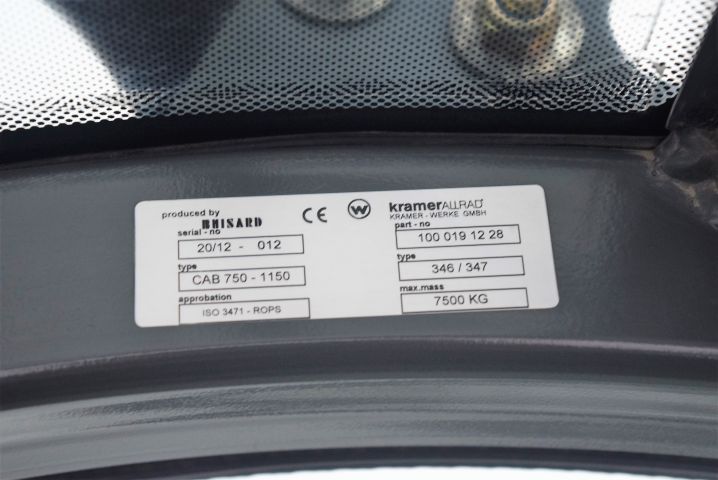 produced by
BHISARD
serial - no
20/12 - 012
type
CAB 750 - 1150
approbation
ISO 3471 - ROPS
CE
W
kramerALLRAD
KRAMER - WERKE GMBH
part - no
100 019 12 28
type
346 / 347
max.mass
7500 KG